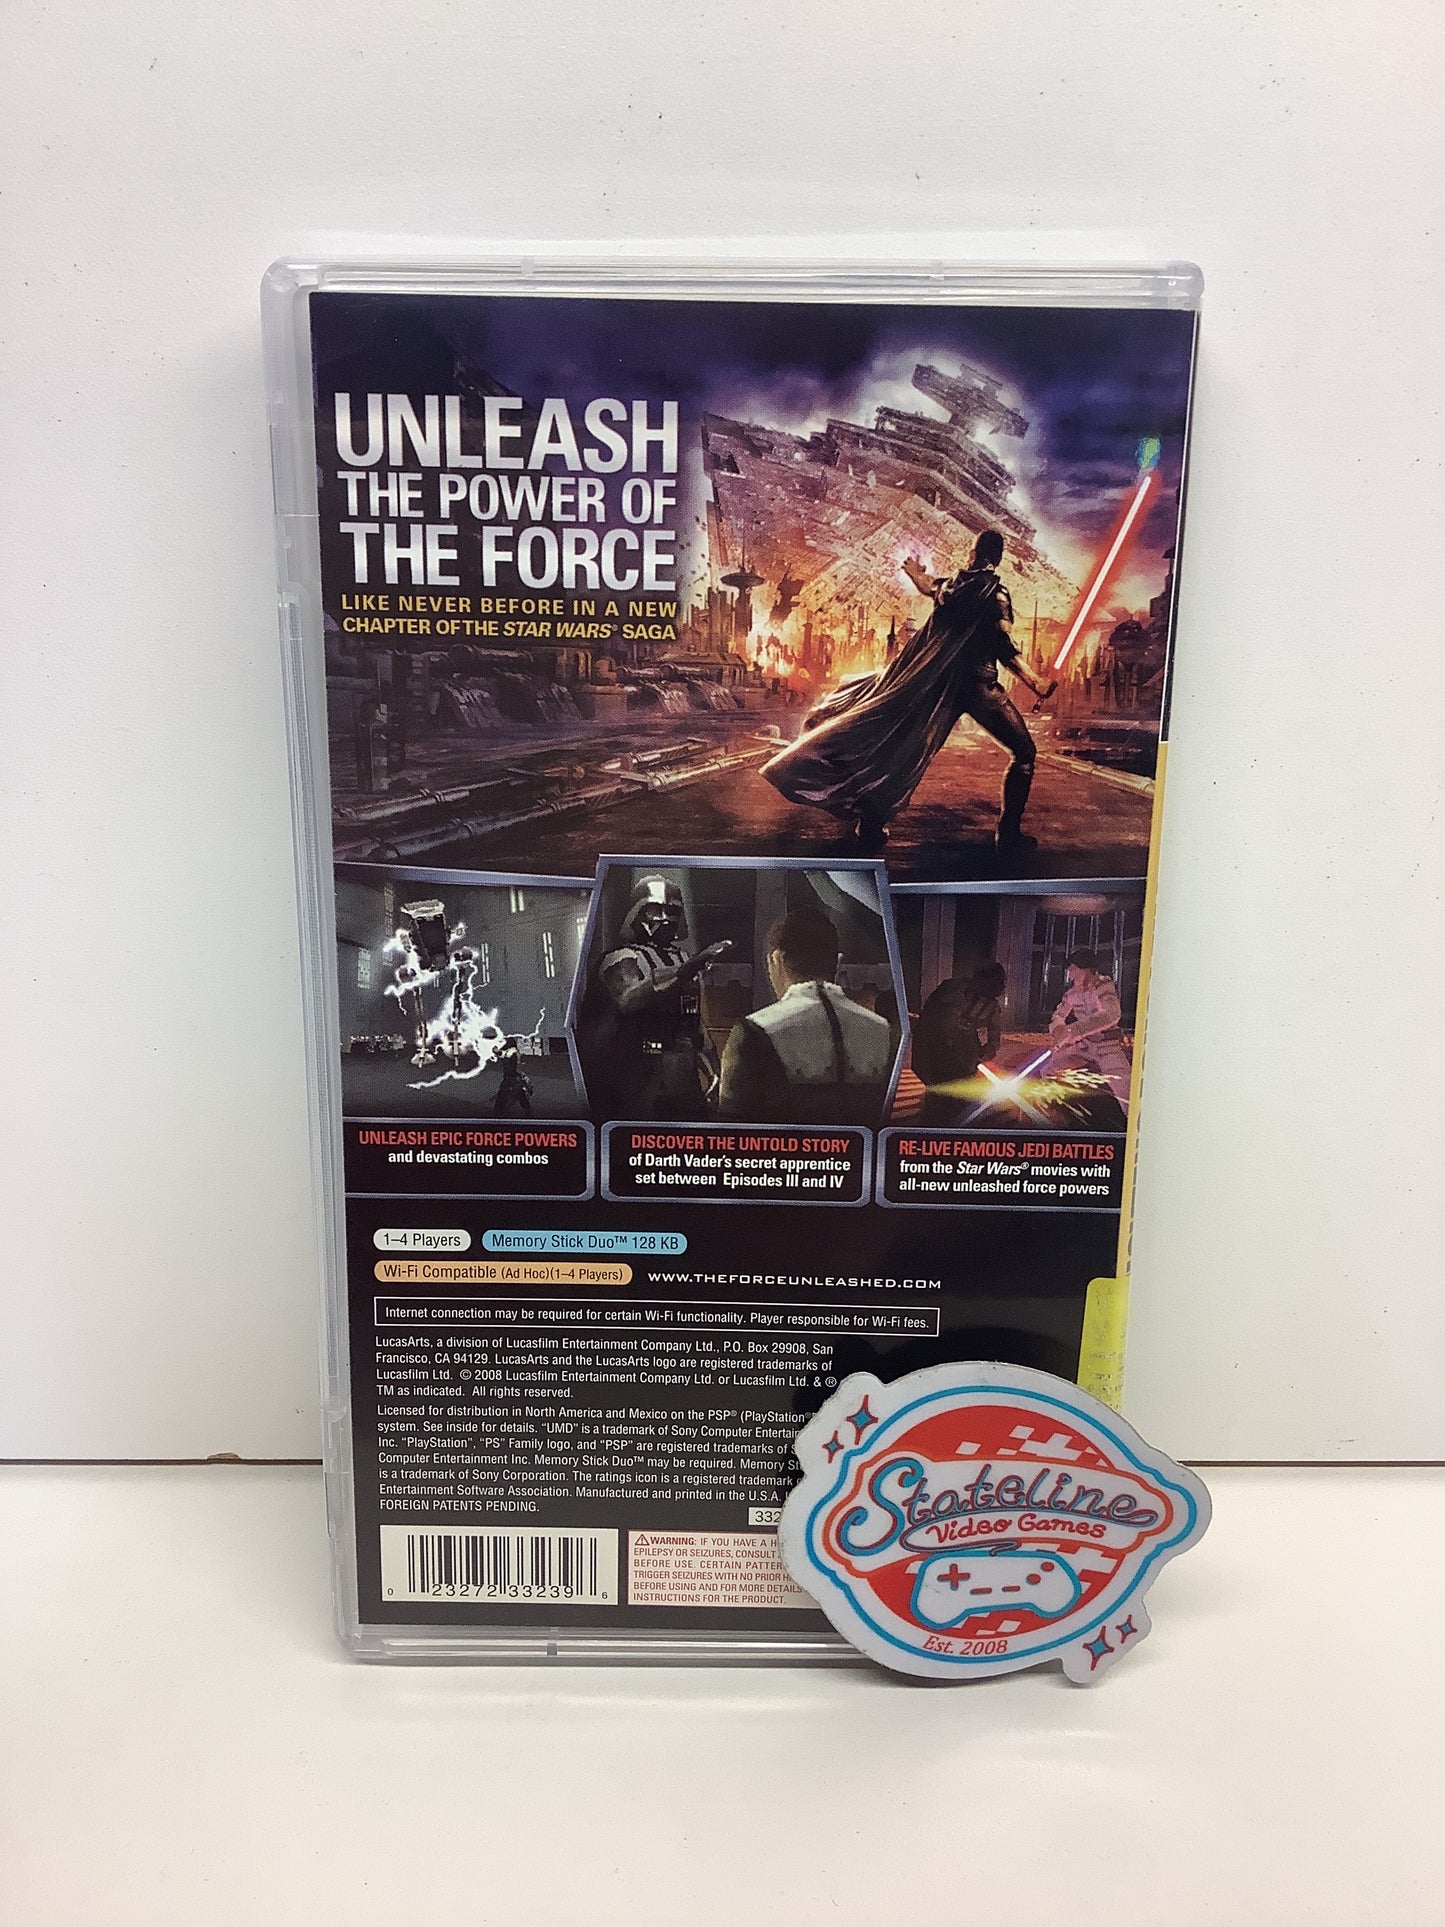 UNLEASH
THE POWER OF
THE FORCE
LIKE NEVER BEFORE IN A NEW
CHAPTER OF THE STAR WARS® SAGA
UNLEASH EPIC FORCE POWERS
and devastating combos
DISCOVER THE UNTOLD STORY
of Darth Vader's secret apprentice
set between Episodes III and IV
RE-LIVE FAMOUS JEDI BATTLES
from the Star Wars® movies with
all-new unleashed force powers
1–4 Players
Memory Stick Duo™ 128 KB
Wi-Fi Compatible (Ad Hoc)(1–4 Players)
WWW.THEFORCEUNLEASHED.COM
Internet connection may be required for certain Wi-Fi functionality. Player responsible for Wi-Fi fees.
LucasArts, a division of Lucasfilm Entertainment Company Ltd., P.O. Box 29908, San
Francisco, CA 94129. LucasArts and the LucasArts logo are registered trademarks of
Lucasfilm Ltd. © 2008 Lucasfilm Entertainment Company Ltd. or Lucasfilm Ltd. & ®
TM as indicated. All rights reserved.
Licensed for distribution in North America and Mexico on the PSP® (PlayStation®
system. See inside for details. "UMD" is a trademark of Sony Computer
Inc. "PlayStation", "PS" Family logo, and "PSP" are registered trademarks of
Computer Entertainment Inc. Memory Stick Duo™ may be required. Memory
is a trademark of Sony Corporation. The ratings icon is a registered trademark
Entertainment Software Association. Manufactured and printed in the U.S.A.
FOREIGN PATENTS PENDING.
332
0 23272 33239 6
WARNING: IF YOU HAVE A
EPILEPSY OR SEIZURES, CONSULT
BEFORE USE. CERTAIN
TRIGGER SEIZURES WITH NO PRIOR
BEFORE USING AND FOR MORE DETAILS
INSTRUCTIONS FOR THE PRODUCT.
Stateline
Video Games
Est. 2008